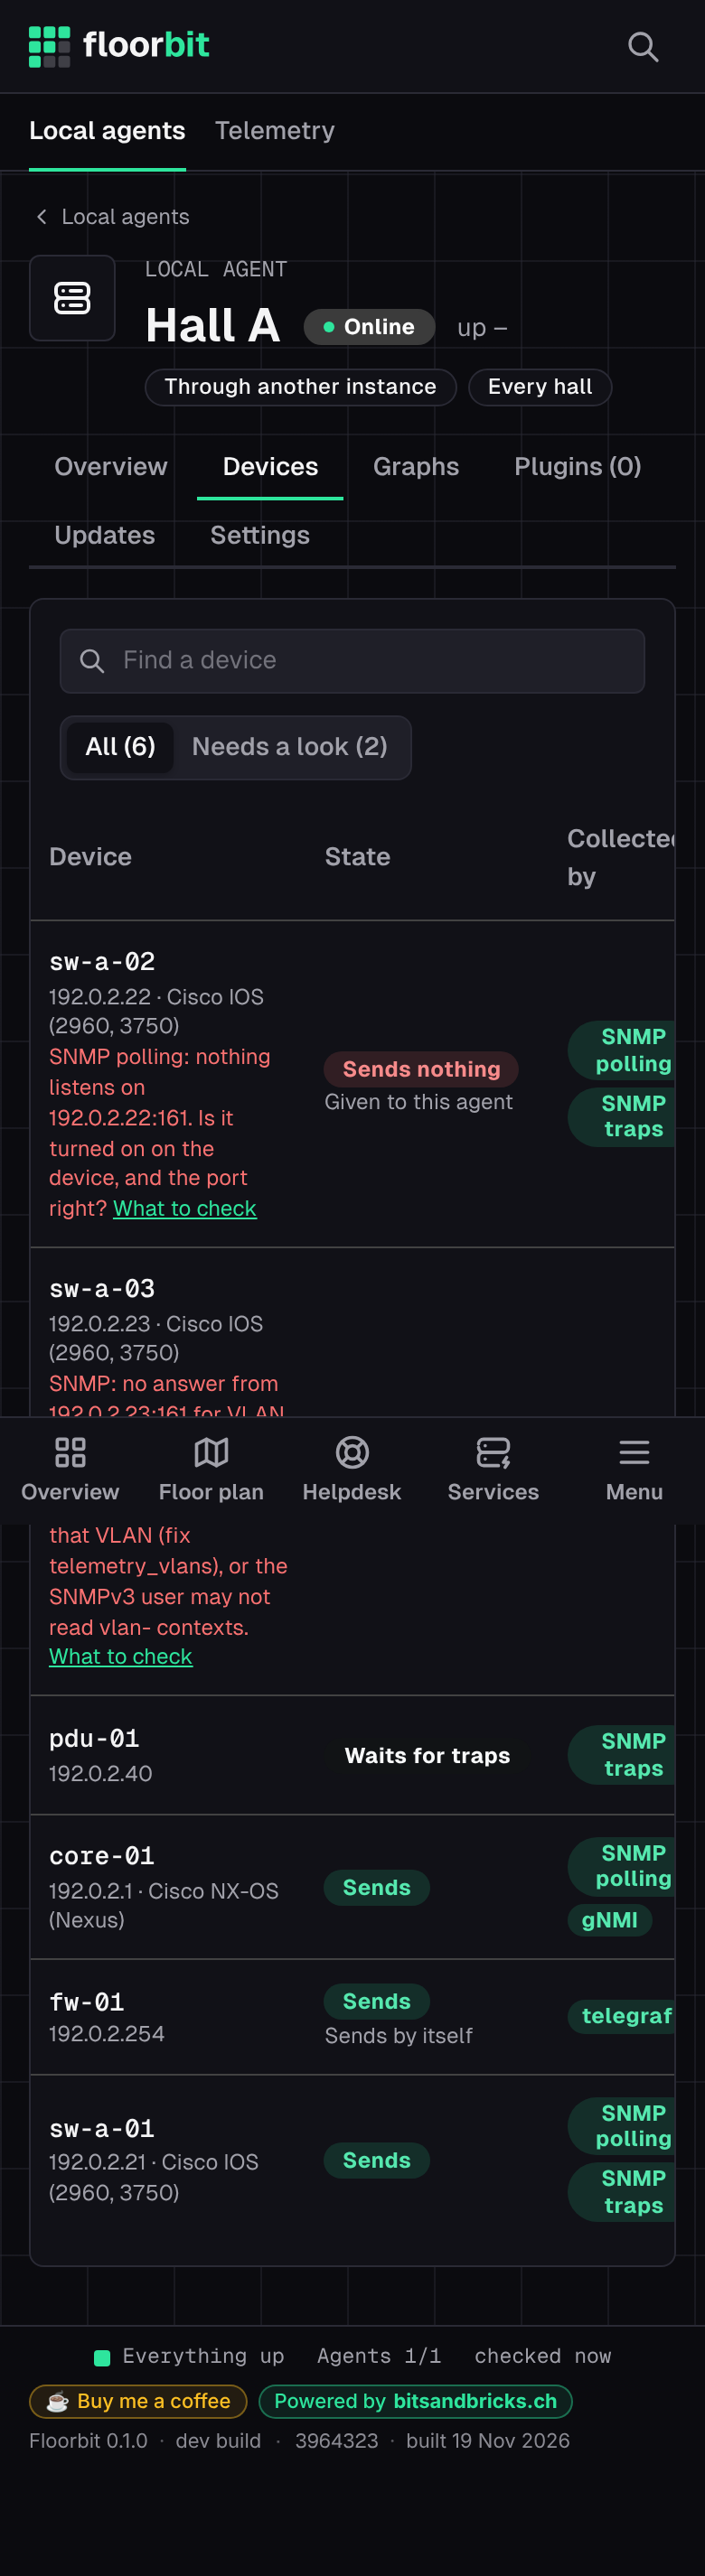 floorbit
Local agents Telemetry
Local agents
LOCAL AGENT
Hall A Online up –
Through another instance Every hall
Overview Devices Graphs Plugins (0)
Updates Settings
Find a device
All (6) Needs a look (2)
Device State Collected by
sw-a-02
192.0.2.22 · Cisco IOS
(2960, 3750)
SNMP polling: nothing
listens on
192.0.2.22:161. Is it
turned on on the
device, and the port
right? What to check
Sends nothing
Given to this agent
SNMP
polling
SNMP
traps
sw-a-03
192.0.2.23 · Cisco IOS
(2960, 3750)
SNMP: no answer from
192.0.2.23:161 for VLAN
Overview Floor plan Helpdesk Services Menu
that VLAN (fix
telemetry_vlans), or the
SNMPv3 user may not
read vlan- contexts.
What to check
pdu-01
192.0.2.40
Waits for traps
SNMP
traps
core-01
192.0.2.1 · Cisco NX-OS
(Nexus)
Sends
SNMP
polling
gNMI
fw-01
192.0.2.254
Sends
Sends by itself
telegraf
sw-a-01
192.0.2.21 · Cisco IOS
(2960, 3750)
Sends
SNMP
polling
SNMP
traps
Everything up Agents 1/1 checked now
Buy me a coffee Powered by bitsandbricks.ch
Floorbit 0.1.0 · dev build · 3964323 · built 19 Nov 2026